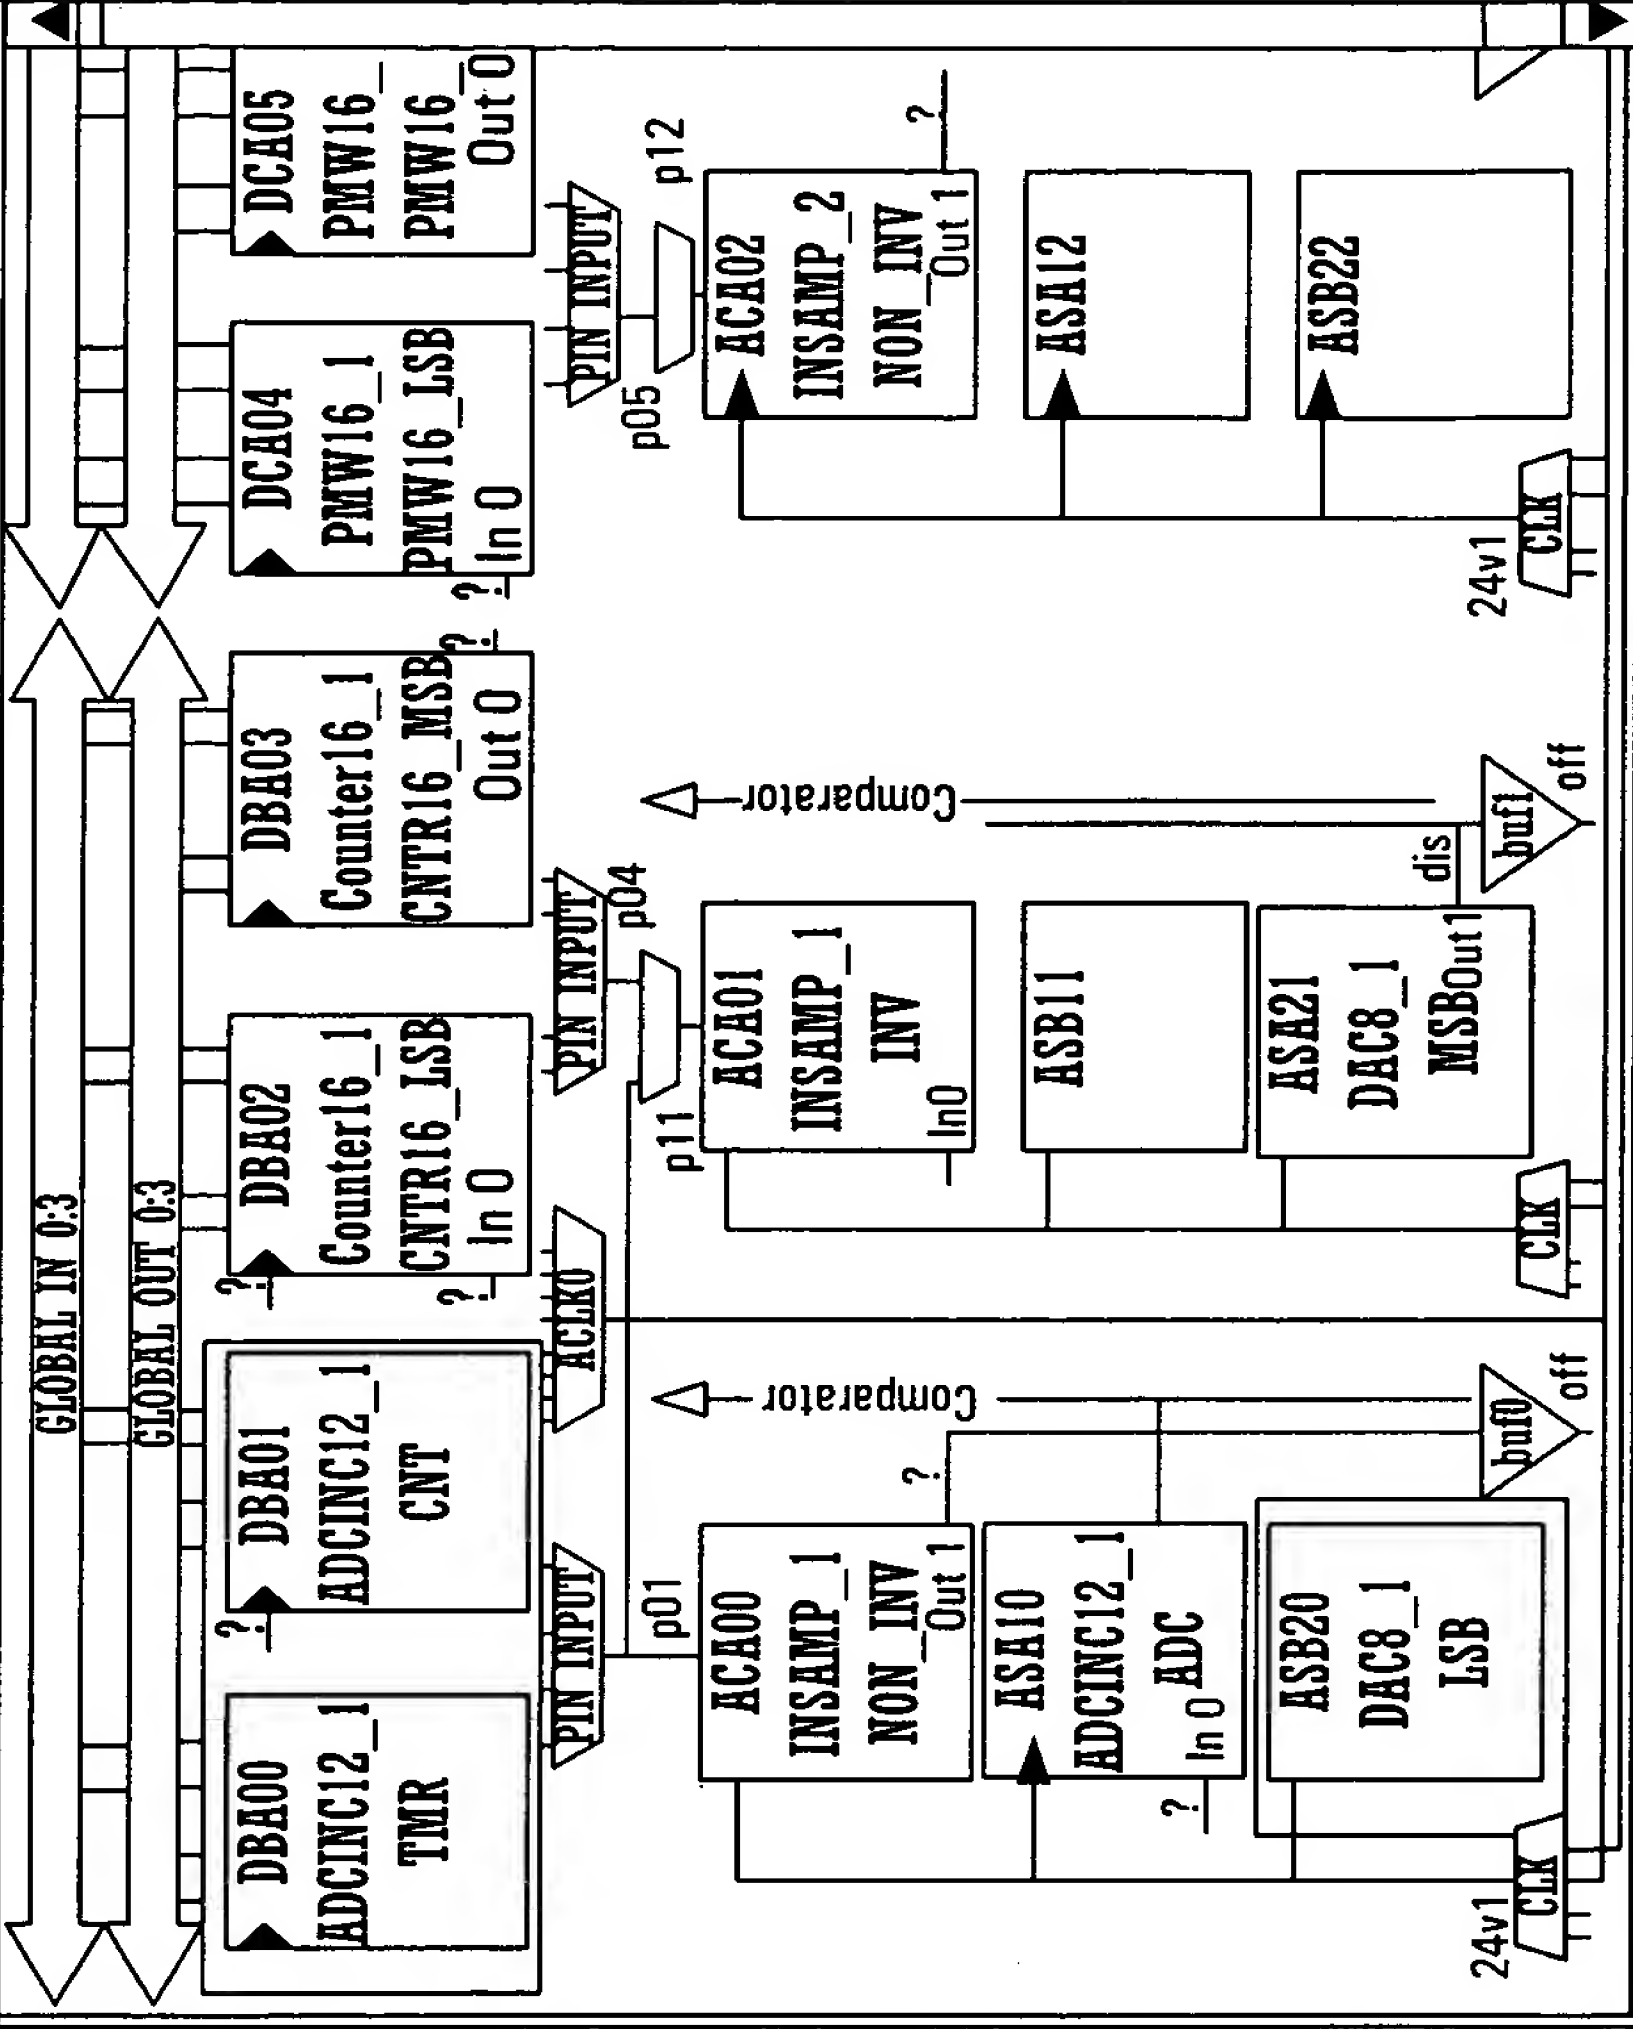 GLOBAL IN 0:3
GLOBAL OUT 0:3
DBA00
ADCINC12_1
TMR
DBA01
ADCINC12_1
CNT
?
DBA02
Counter16_1
CNTR16_LSB
In 0
?
?
DBA03
Counter16_1
CNTR16_MSB
Out 0
?
DCA04
PMW16_1
PMW16_LSB
In 0
?
DCA05
PMW16_
PMW16_
Out 0
PIN INPUT
ACLK0
PIN INPUT
PIN INPUT
p01
p11
p04
p05
p12
ACA00
INSAMP_1
NON_INV
Out 1
?
ACA01
INSAMP_1
INV
In0
ACA02
INSAMP_2
NON_INV
Out 1
?
Comparator
Comparator
ASA10
ADCINC12_1
ADC
In 0
?
ASB11
ASA12
ASB20
DAC8_1
LSB
ASA21
DAC8_1
MSB
Out1
dis
ASB22
24v1
CLK
buf0
off
CLK
buf1
off
24v1
CLK